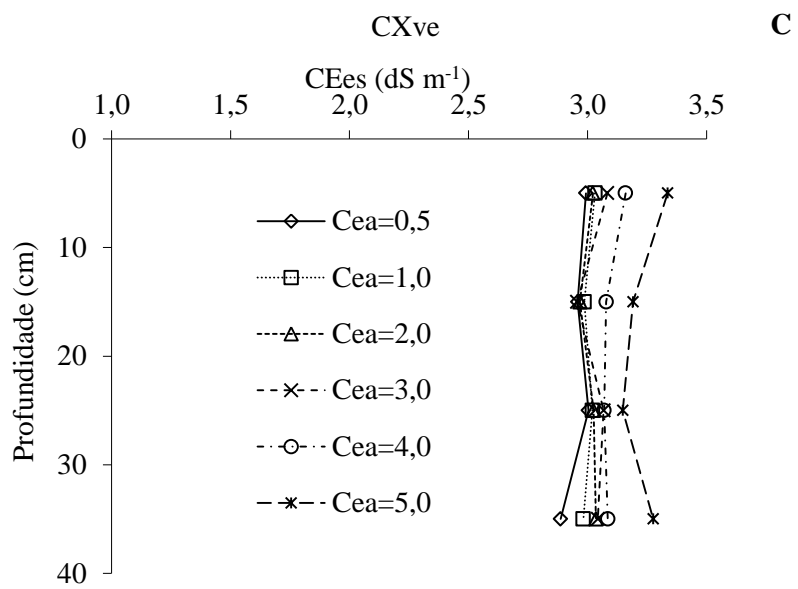 CXve
C
CEes (dS m-1)
1,0 1,5 2,0 2,5 3,0 3,5
0
10
20
30
40
Profundidade (cm)
Cea=0,5
Cea=1,0
Cea=2,0
Cea=3,0
Cea=4,0
Cea=5,0